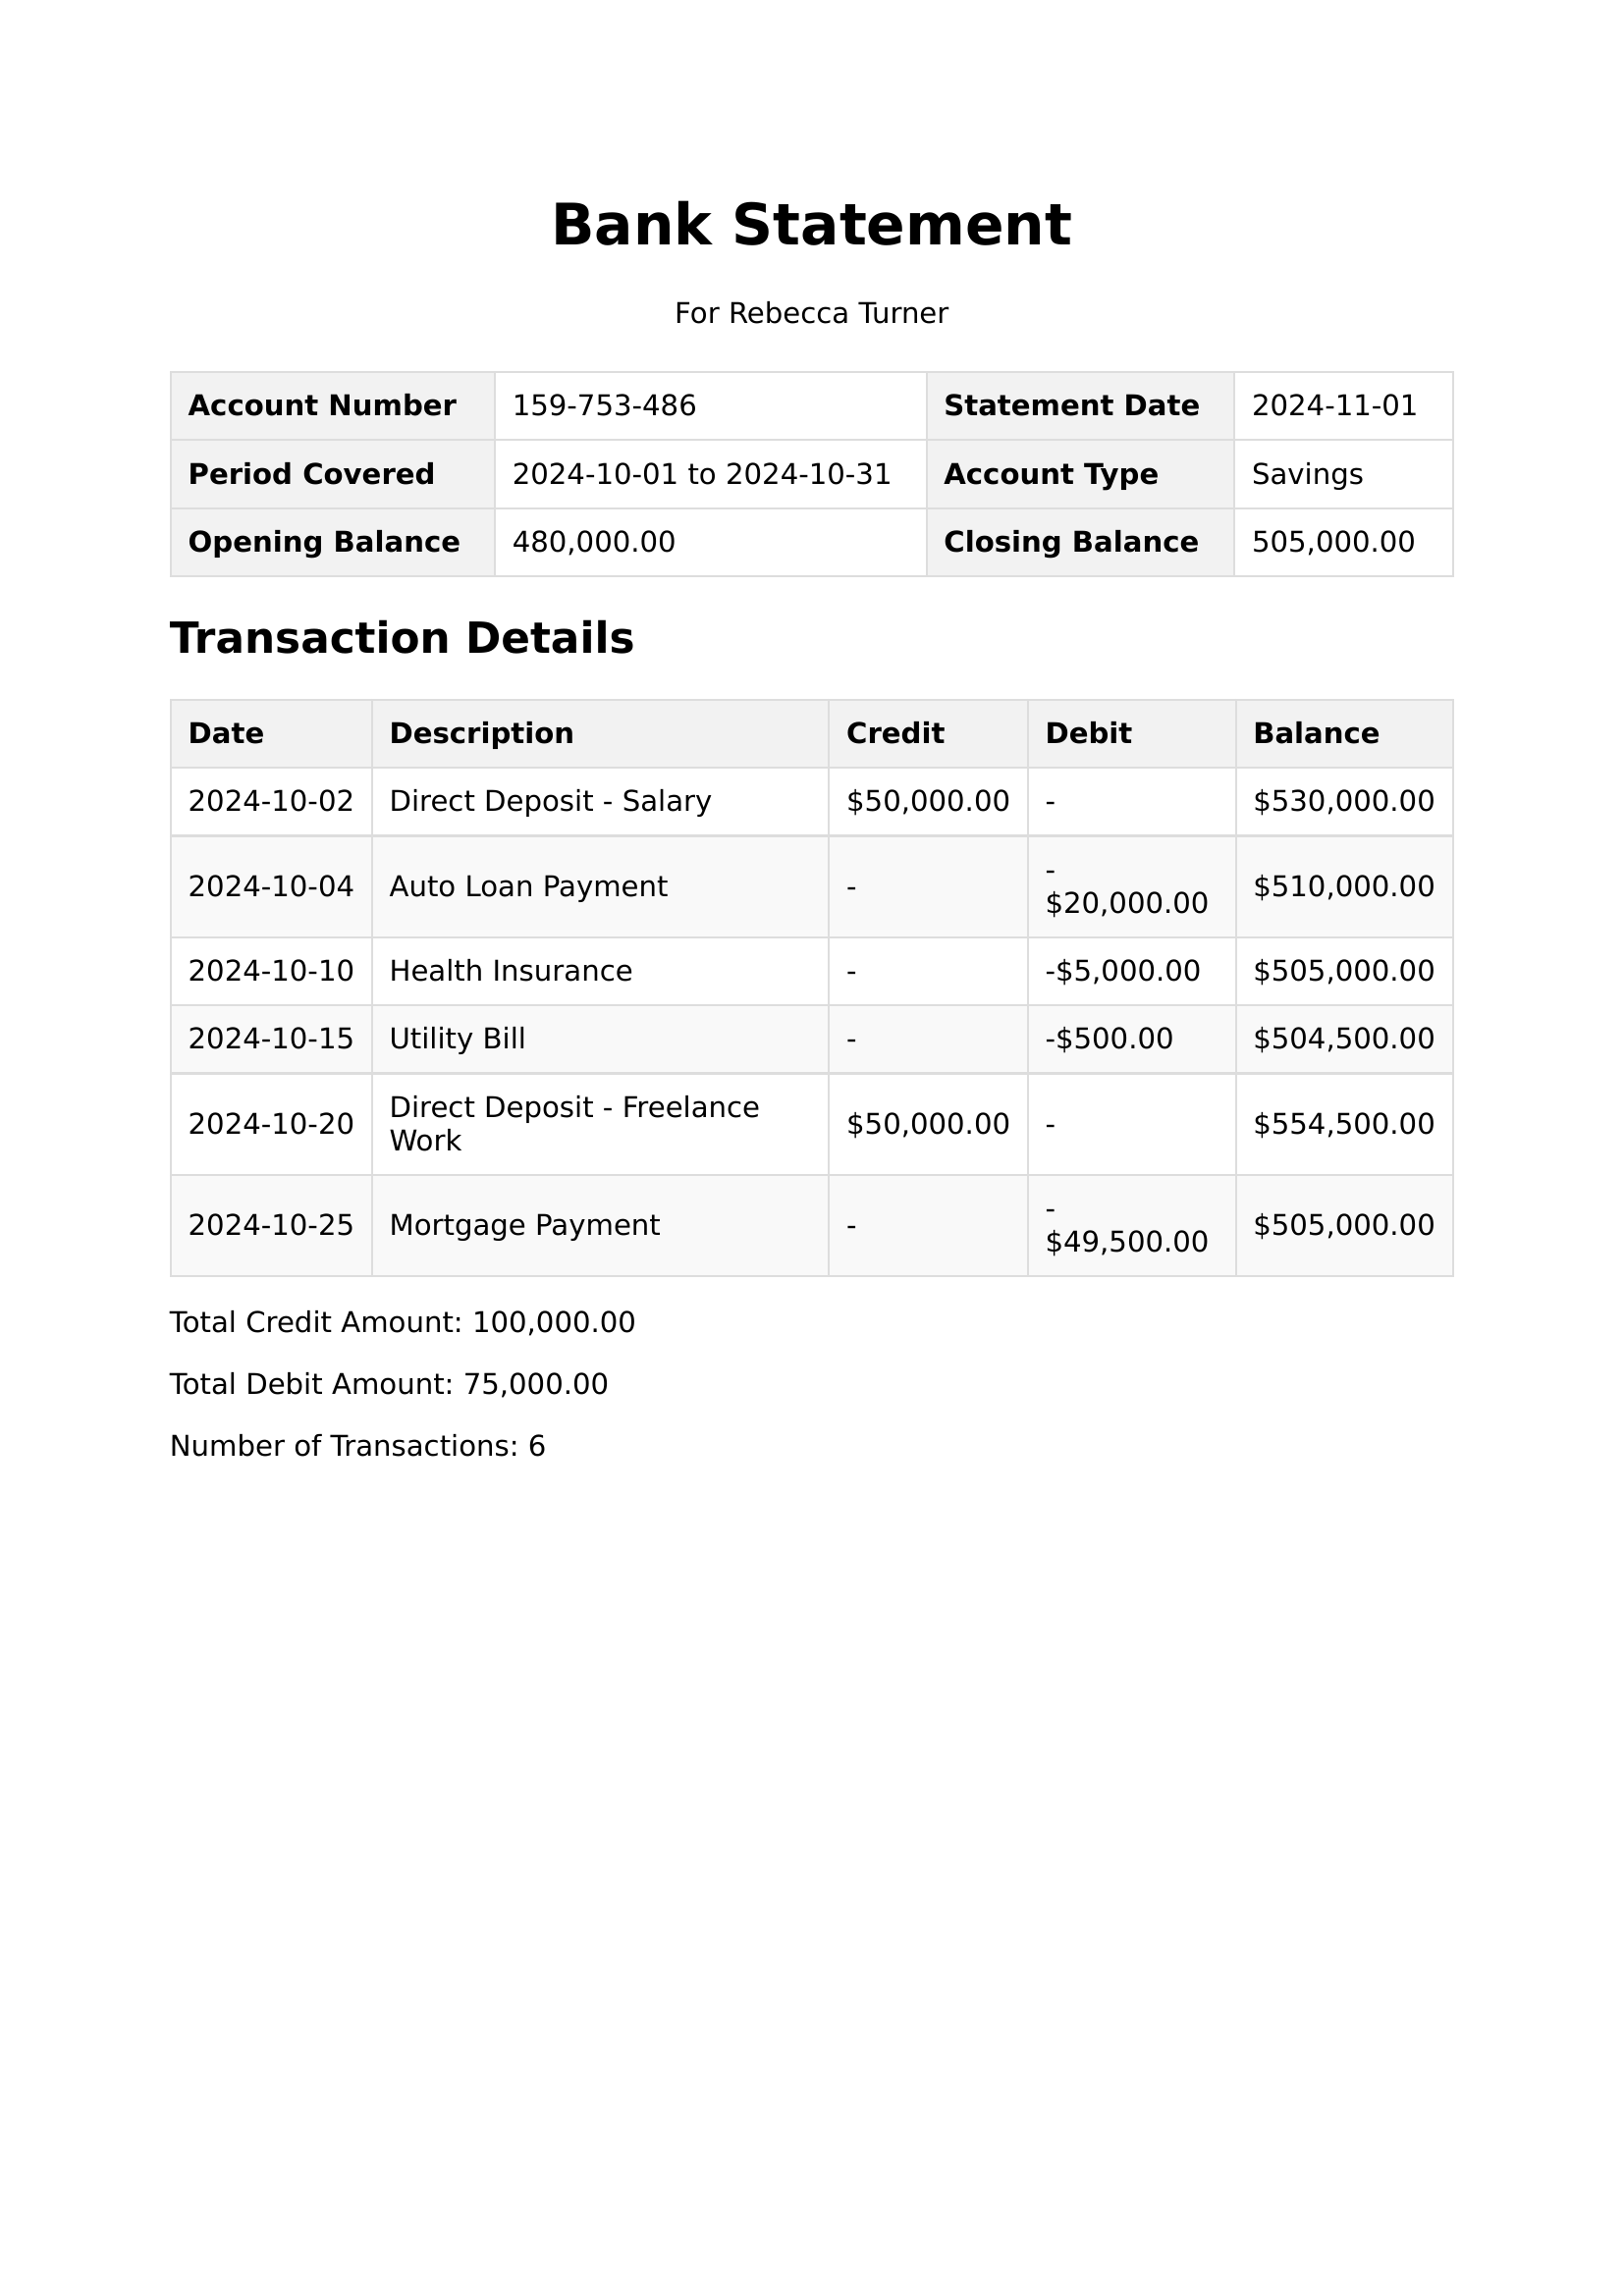 Bank Statement
For Rebecca Turner
Account Number 159-753-486 Statement Date 2024-11-01
Period Covered 2024-10-01 to 2024-10-31 Account Type Savings
Opening Balance 480,000.00 Closing Balance 505,000.00
Transaction Details
Date Description Credit Debit Balance
2024-10-02 Direct Deposit - Salary $50,000.00 - $530,000.00
2024-10-04 Auto Loan Payment - -$20,000.00 $510,000.00
2024-10-10 Health Insurance - -$5,000.00 $505,000.00
2024-10-15 Utility Bill - -$500.00 $504,500.00
2024-10-20 Direct Deposit - Freelance Work $50,000.00 - $554,500.00
2024-10-25 Mortgage Payment - -$49,500.00 $505,000.00
Total Credit Amount: 100,000.00
Total Debit Amount: 75,000.00
Number of Transactions: 6